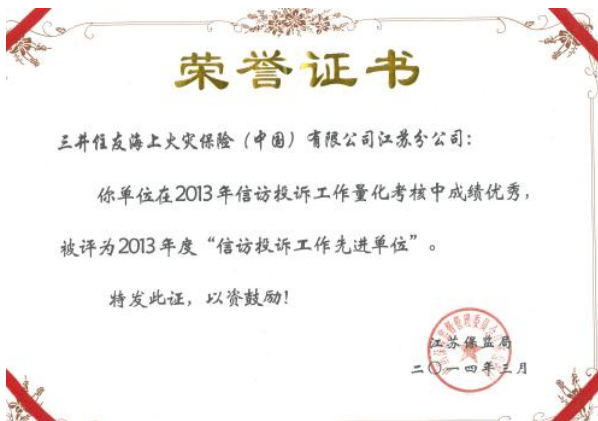 荣誉证书
三井住友海上火灾保险（中国）有限公司江苏分公司：
你单位在2013年信访投诉工作量化考核中成绩优秀，
被评为2013年度“信访投诉工作先进单位”。
特发此证，以资鼓励！
江苏保监局
二〇一四年三月